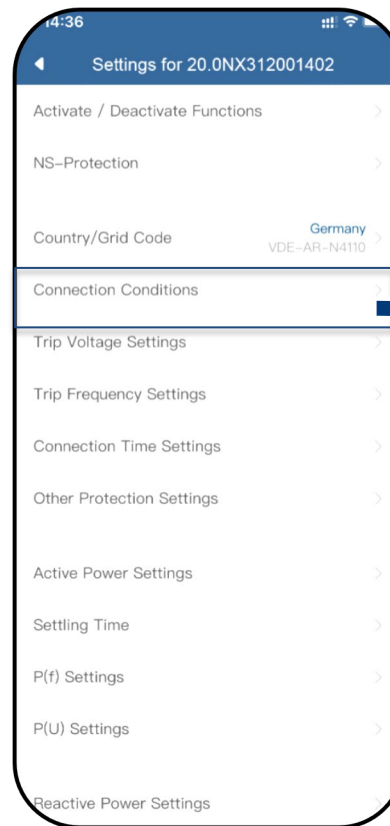 14:36
Settings for 20.0NX312001402
Activate / Deactivate Functions
NS-Protection
Country/Grid Code
Germany
VDE-AR-N4110
Connection Conditions
Trip Voltage Settings
Trip Frequency Settings
Connection Time Settings
Other Protection Settings
Active Power Settings
Settling Time
P(f) Settings
P(U) Settings
Reactive Power Settings